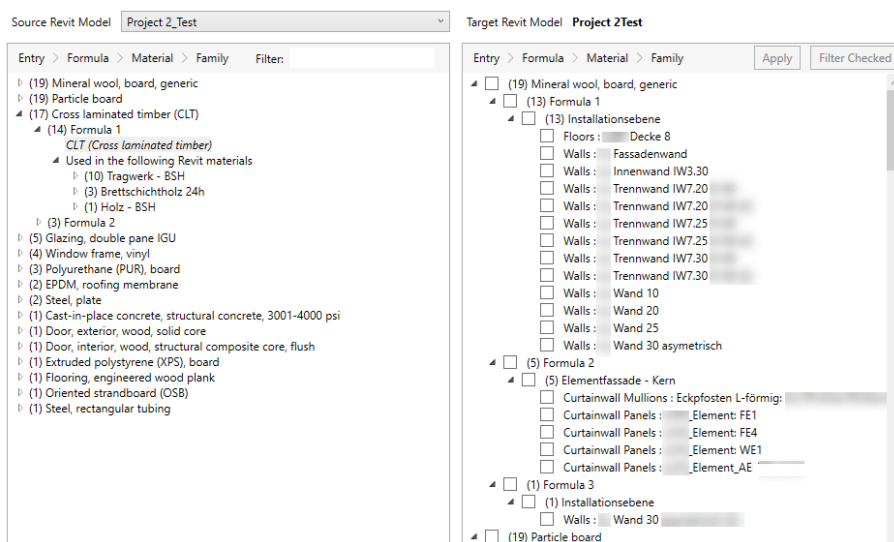 Source Revit Model Project 2_Test
Target Revit Model Project 2Test
Entry Formula Material Family Filter:
(19) Mineral wool, board, generic
(19) Particle board
(17) Cross laminated timber (CLT)
(14) Formula 1
CLT (Cross laminated timber)
Used in the following Revit materials
(10) Tragwerk - BSH
(3) Brettschichtholz 24h
(1) Holz - BSH
(3) Formula 2
(5) Glazing, double pane IGU
(4) Window frame, vinyl
(3) Polyurethane (PUR), board
(2) EPDM, roofing membrane
(2) Steel, plate
(1) Cast-in-place concrete, structural concrete, 3001-4000 psi
(1) Door, exterior, wood, solid core
(1) Door, interior, wood, structural composite core, flush
(1) Extruded polystyrene (XPS), board
(1) Flooring, engineered wood plank
(1) Oriented strandboard (OSB)
(1) Steel, rectangular tubing
Entry Formula Material Family Apply Filter Checked
(19) Mineral wool, board, generic
(13) Formula 1
(13) Installationsebene
Floors : Decke 8
Walls : Fassadenwand
Walls : Innenwand IW3.30
Walls : Trennwand IW7.20
Walls : Trennwand IW7.20
Walls : Trennwand IW7.25
Walls : Trennwand IW7.25
Walls : Trennwand IW7.30
Walls : Trennwand IW7.30
Walls : Wand 10
Walls : Wand 20
Walls : Wand 25
Walls : Wand 30 asymetrisch
(5) Formula 2
(5) Elementfassade - Kern
Curtainwall Mullions : Eckpfosten L-förmig:
Curtainwall Panels : _Element: FE1
Curtainwall Panels : _Element: FE4
Curtainwall Panels : _Element: WE1
Curtainwall Panels : _Element_AE
(1) Formula 3
(1) Installationsebene
Walls : Wand 30
(19) Particle board